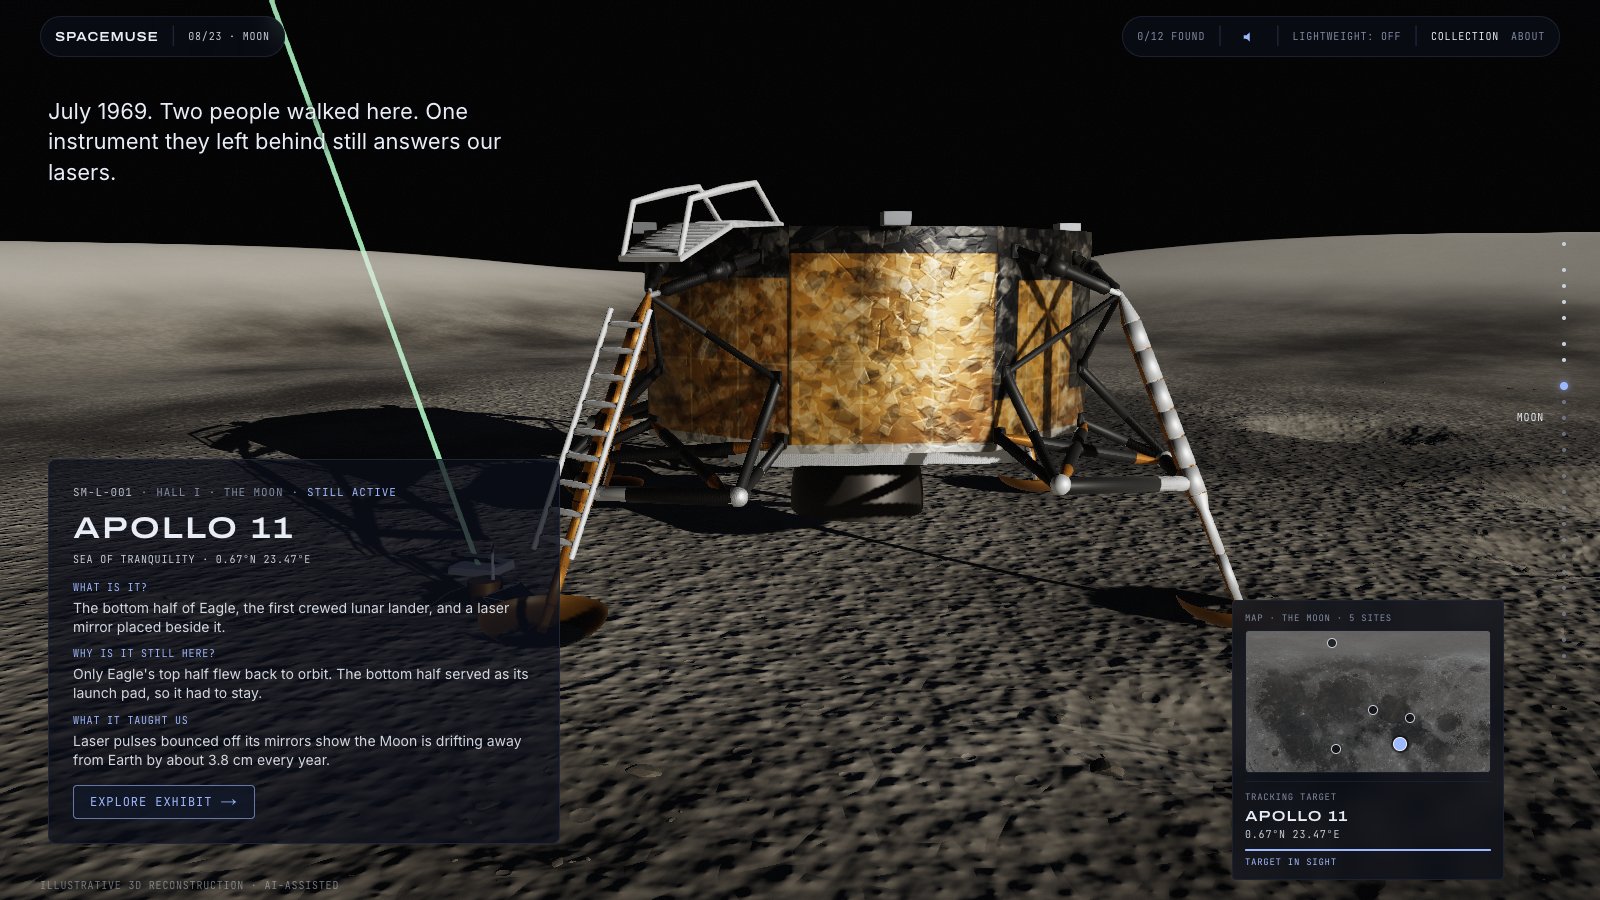 SPACEMUSE
08/23 · MOON
0/12 FOUND
LIGHTWEIGHT: OFF
COLLECTION
ABOUT
July 1969. Two people walked here. One
instrument they left behind still answers our
lasers.
MOON
SM-L-001 · HALL I · THE MOON · STILL ACTIVE
APOLLO 11
SEA OF TRANQUILITY · 0.67°N 23.47°E
WHAT IS IT?
The bottom half of Eagle, the first crewed lunar lander, and a laser
mirror placed beside it.
WHY IS IT STILL HERE?
Only Eagle's top half flew back to orbit. The bottom half served as its
launch pad, so it had to stay.
WHAT IT TAUGHT US
Laser pulses bounced off its mirrors show the Moon is drifting away
from Earth by about 3.8 cm every year.
EXPLORE EXHIBIT →
MAP · THE MOON · 5 SITES
TRACKING TARGET
APOLLO 11
0.67°N 23.47°E
TARGET IN SIGHT
ILLUSTRATIVE 3D RECONSTRUCTION · AI-ASSISTED